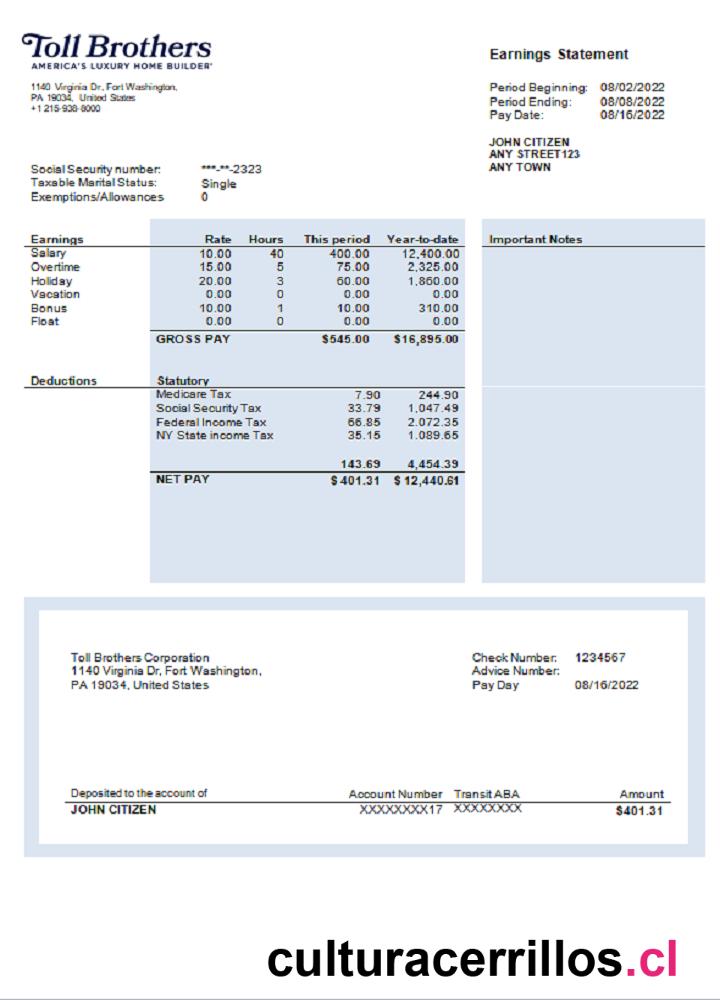 Toll Brothers
AMERICA'S LUXURY HOME BUILDER®
1140 Virginia Dr, Fort Washington,
PA 19034, United States
+1 215-938-8000
Earnings Statement
Period Beginning: 08/02/2022
Period Ending: 08/08/2022
Pay Date: 08/16/2022
JOHN CITIZEN
ANY STREET123
ANY TOWN
Social Security number: ***-**-2323
Taxable Marital Status: Single
Exemptions/Allowances 0
Earnings Rate Hours This period Year-to-date
Salary 10.00 40 400.00 12,400.00
Overtime 15.00 5 75.00 2,325.00
Holiday 20.00 3 60.00 1,860.00
Vacation 0.00 0 0.00 0.00
Bonus 10.00 1 10.00 310.00
Float 0.00 0 0.00 0.00
GROSS PAY $545.00 $16,895.00
Important Notes
Deductions Statutory
Medicare Tax 7.90 244.90
Social Security Tax 33.79 1,047.49
Federal Income Tax 66.85 2.072.35
NY State income Tax 35.15 1.089.65
143.69 4,454.39
NET PAY $ 401.31 $ 12,440.61
Toll Brothers Corporation
1140 Virginia Dr, Fort Washington,
PA 19034, United States
Check Number: 1234567
Advice Number:
Pay Day 08/16/2022
Deposited to the account of Account Number Transit ABA Amount
JOHN CITIZEN XXXXXXXX17 XXXXXXXX $401.31
culturacerrillos.cl